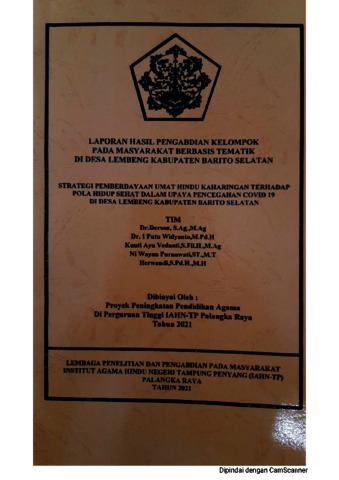 LAPORAN HASIL PENGABDIAN KELOMPOK
PADA MASYARAKAT BERBASIS TEMATIK
DI DESA LEMBENG KABUPATEN BARITO SELATAN
STRATEGI PEMBERDAYAAN UMAT HINDU KAHARINGAN TERHADAP
POLA HIDUP SEHAT DALAM UPAYA PENCEGAHAN COVID 19
DI DESA LEMBENG KABUPATEN BARITO SELATAN
TIM
Dr.Derson, S.Ag.,M.Ag
Dr. I Putu Widyanto,M.Pd.H
Kunti Ayu Vedanti,S.Fil.H.,M.Ag
Ni Wayan Purnawati,ST.,M.T
Herwandi,S.Pd.H.,M.H
Dibiayai Oleh :
Proyek Peningkatan Pendidikan Agama
Di Perguruan Tinggi IAHN-TP Palangka Raya
Tahun 2021
LEMBAGA PENELITIAN DAN PENGABDIAN PADA MASYARAKAT
INSTITUT AGAMA HINDU NEGERI TAMPUNG PENYANG (IAHN-TP)
PALANGKA RAYA
TAHUN 2021
Dipindai dengan CamScanner